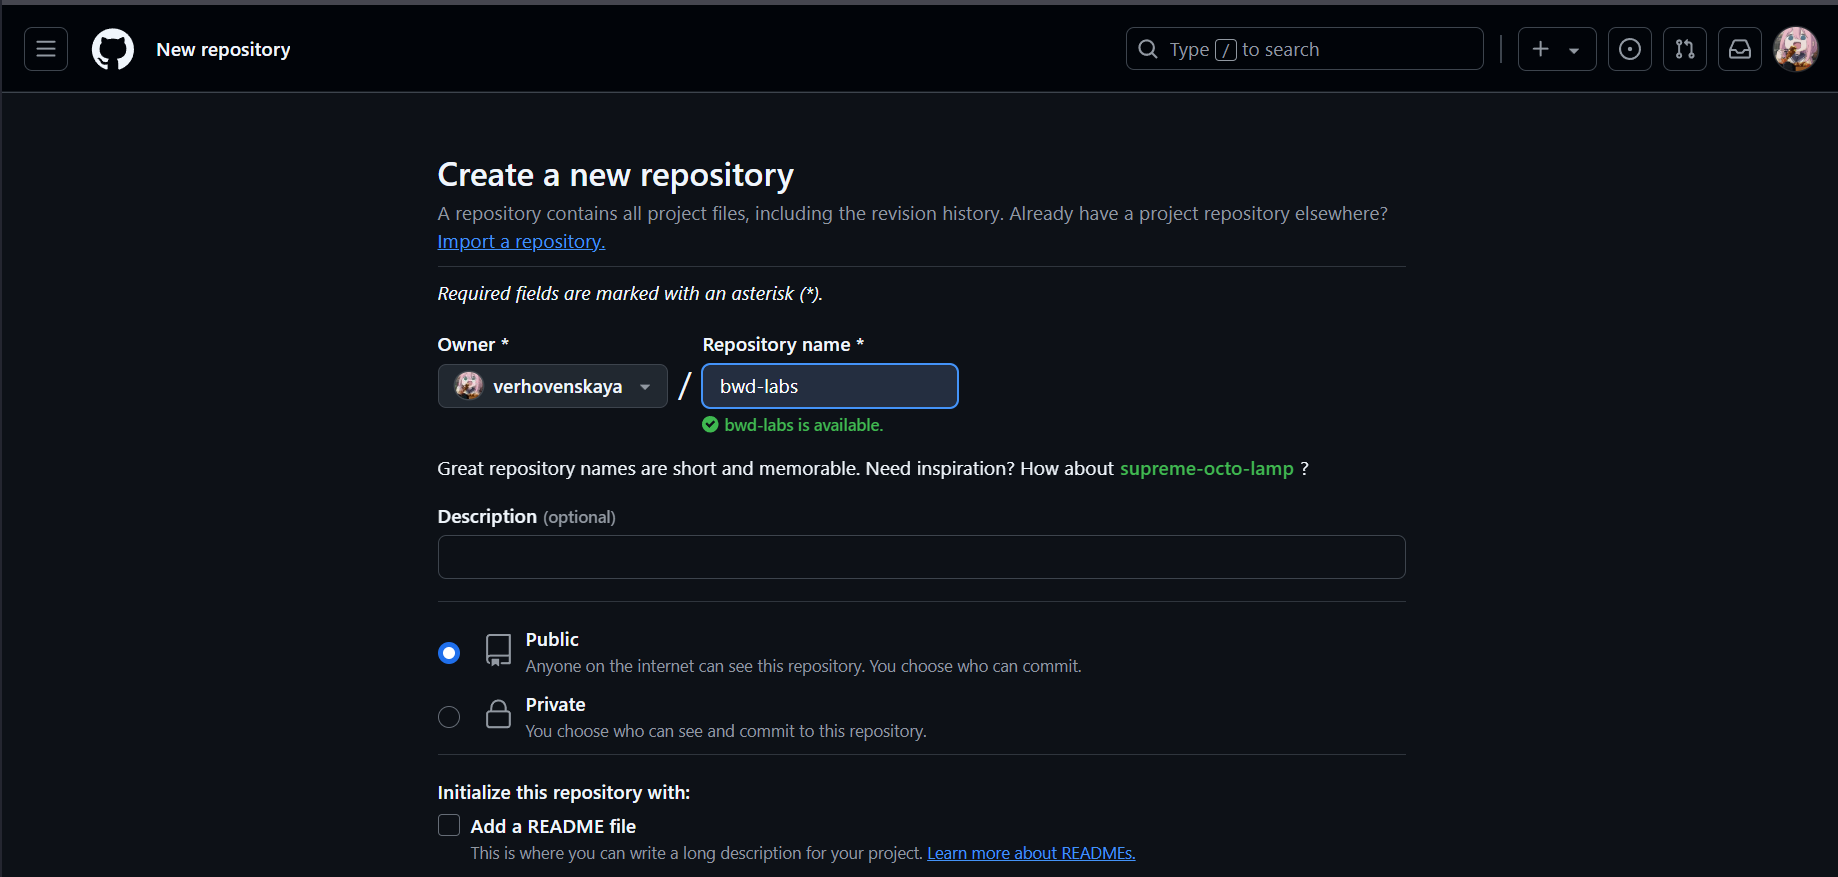 New repository
Type / to search
Create a new repository
A repository contains all project files, including the revision history. Already have a project repository elsewhere?
Import a repository.
Required fields are marked with an asterisk (*).
Owner *
Repository name *
verhovenskaya
/
bwd-labs
bwd-labs is available.
Great repository names are short and memorable. Need inspiration? How about supreme-octo-lamp ?
Description (optional)
Public
Anyone on the internet can see this repository. You choose who can commit.
Private
You choose who can see and commit to this repository.
Initialize this repository with:
Add a README file
This is where you can write a long description for your project. Learn more about READMEs.